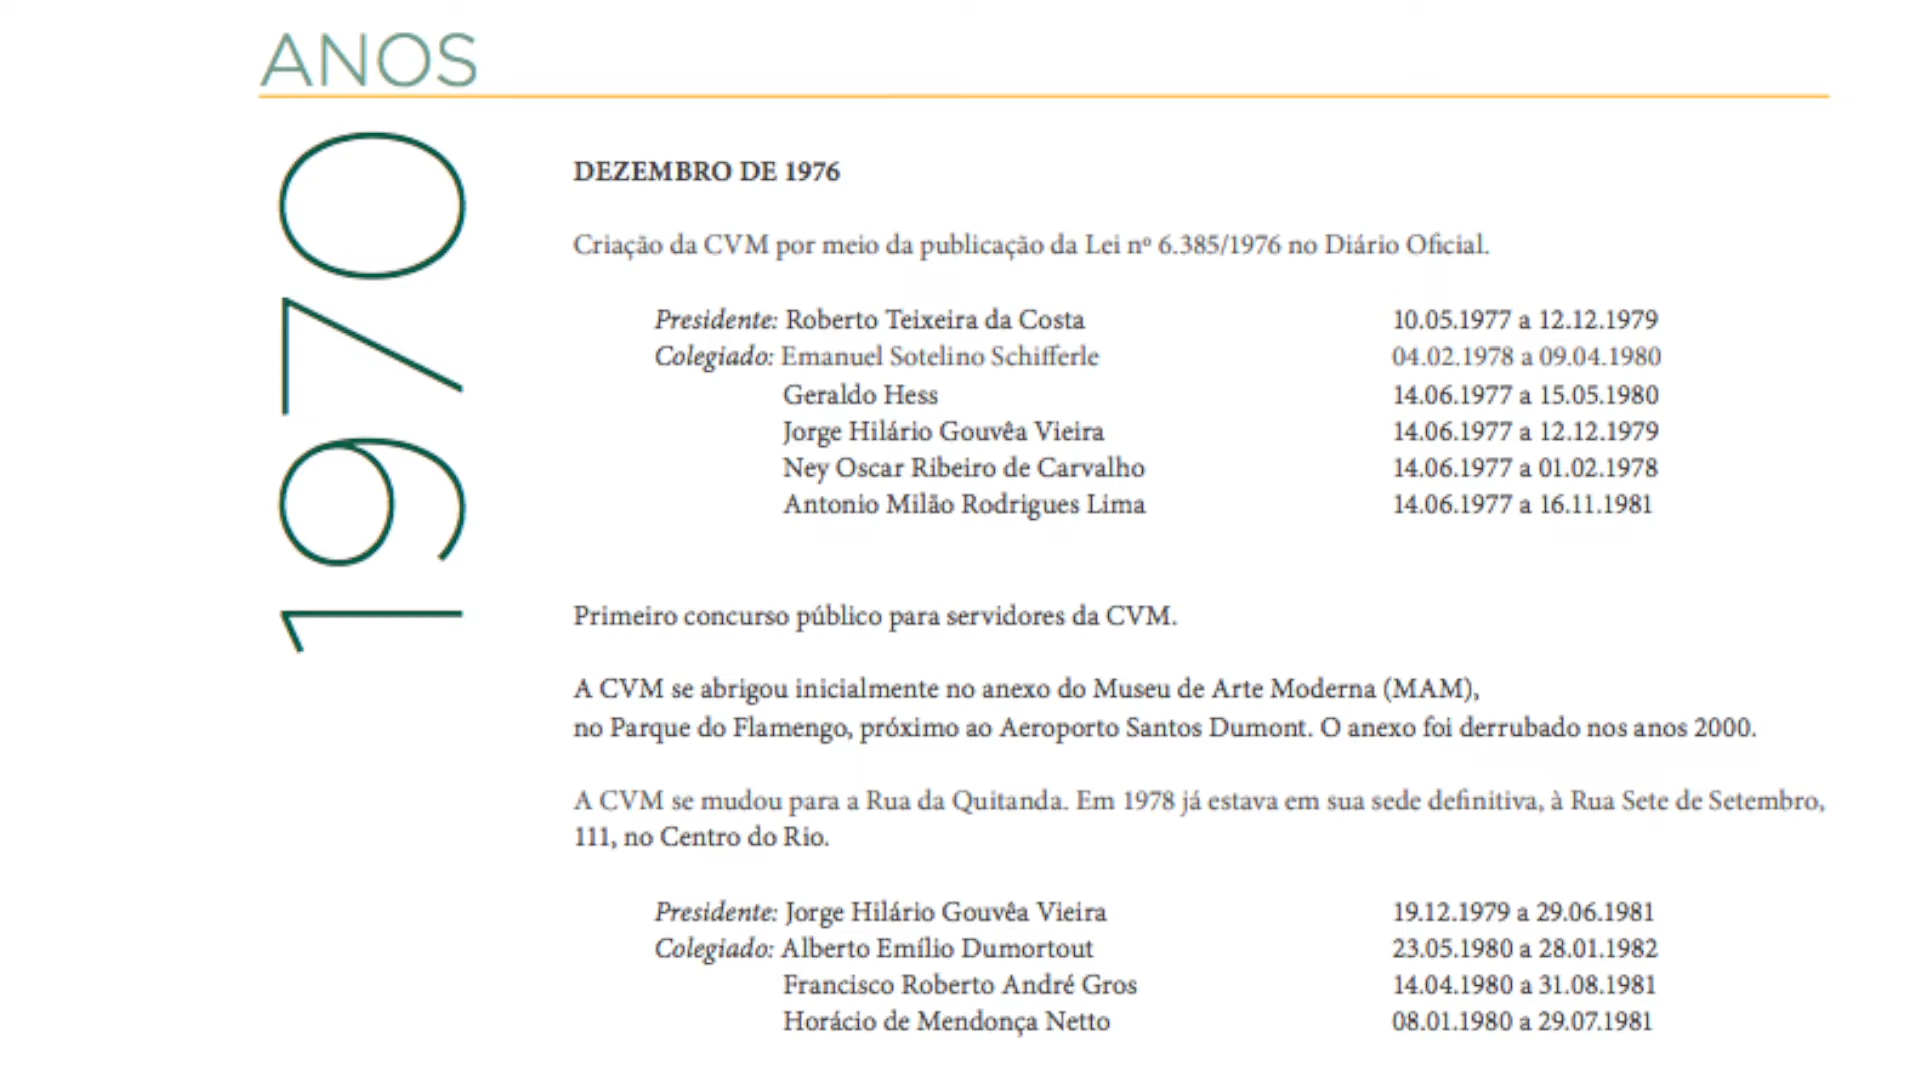 ANOS
1970
DEZEMBRO DE 1976
Criação da CVM por meio da publicação da Lei nº 6.385/1976 no Diário Oficial.
Presidente: Roberto Teixeira da Costa 10.05.1977 a 12.12.1979
Colegiado: Emanuel Sotelino Schifferle 04.02.1978 a 09.04.1980
Geraldo Hess 14.06.1977 a 15.05.1980
Jorge Hilário Gouvêa Vieira 14.06.1977 a 12.12.1979
Ney Oscar Ribeiro de Carvalho 14.06.1977 a 01.02.1978
Antonio Milão Rodrigues Lima 14.06.1977 a 16.11.1981
Primeiro concurso público para servidores da CVM.
A CVM se abrigou inicialmente no anexo do Museu de Arte Moderna (MAM),
no Parque do Flamengo, próximo ao Aeroporto Santos Dumont. O anexo foi derrubado nos anos 2000.
A CVM se mudou para a Rua da Quitanda. Em 1978 já estava em sua sede definitiva, à Rua Sete de Setembro,
111, no Centro do Rio.
Presidente: Jorge Hilário Gouvêa Vieira 19.12.1979 a 29.06.1981
Colegiado: Alberto Emílio Dumortout 23.05.1980 a 28.01.1982
Francisco Roberto André Gros 14.04.1980 a 31.08.1981
Horácio de Mendonça Netto 08.01.1980 a 29.07.1981